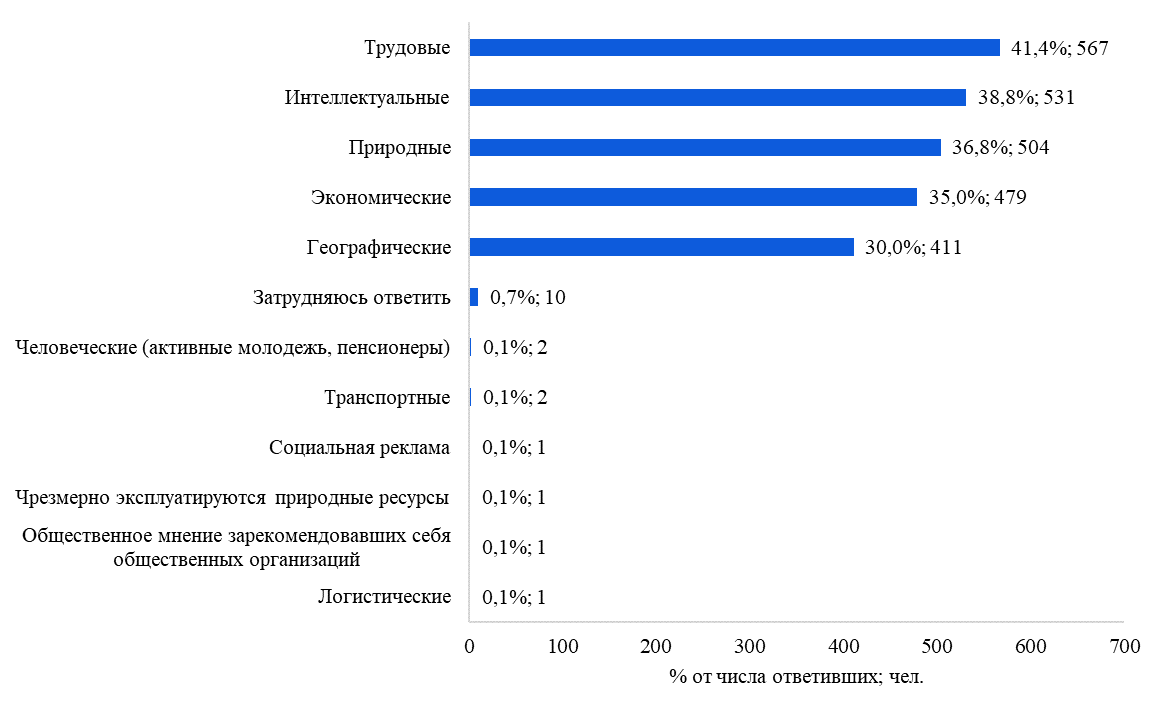 Трудовые 41,4%; 567
Интеллектуальные 38,8%; 531
Природные 36,8%; 504
Экономические 35,0%; 479
Географические 30,0%; 411
Затрудняюсь ответить 0,7%; 10
Человеческие (активные молодежь, пенсионеры) 0,1%; 2
Транспортные 0,1%; 2
Социальная реклама 0,1%; 1
Чрезмерно эксплуатируются природные ресурсы 0,1%; 1
Общественное мнение зарекомендовавших себя
общественных организаций 0,1%; 1
Логистические 0,1%; 1
0 100 200 300 400 500 600 700
% от числа ответивших; чел.